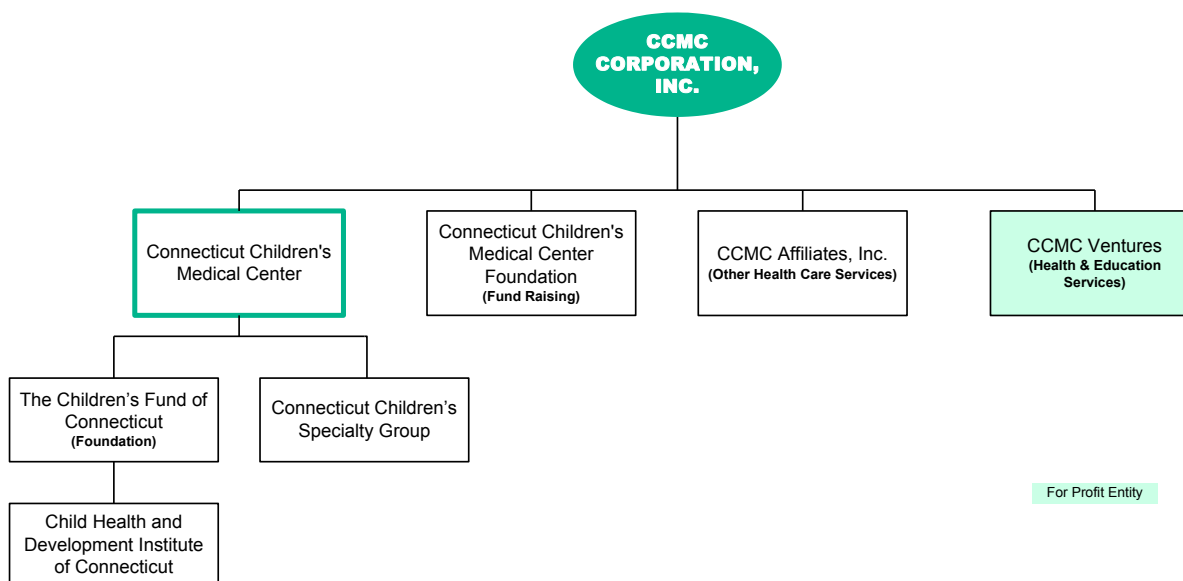 CCMC
CORPORATION,
INC.
Connecticut Children's
Medical Center
Connecticut Children's
Medical Center
Foundation
(Fund Raising)
CCMC Affiliates, Inc.
(Other Health Care Services)
CCMC Ventures
(Health & Education
Services)
The Children’s Fund of
Connecticut
(Foundation)
Connecticut Children’s
Specialty Group
For Profit Entity
Child Health and
Development Institute
of Connecticut